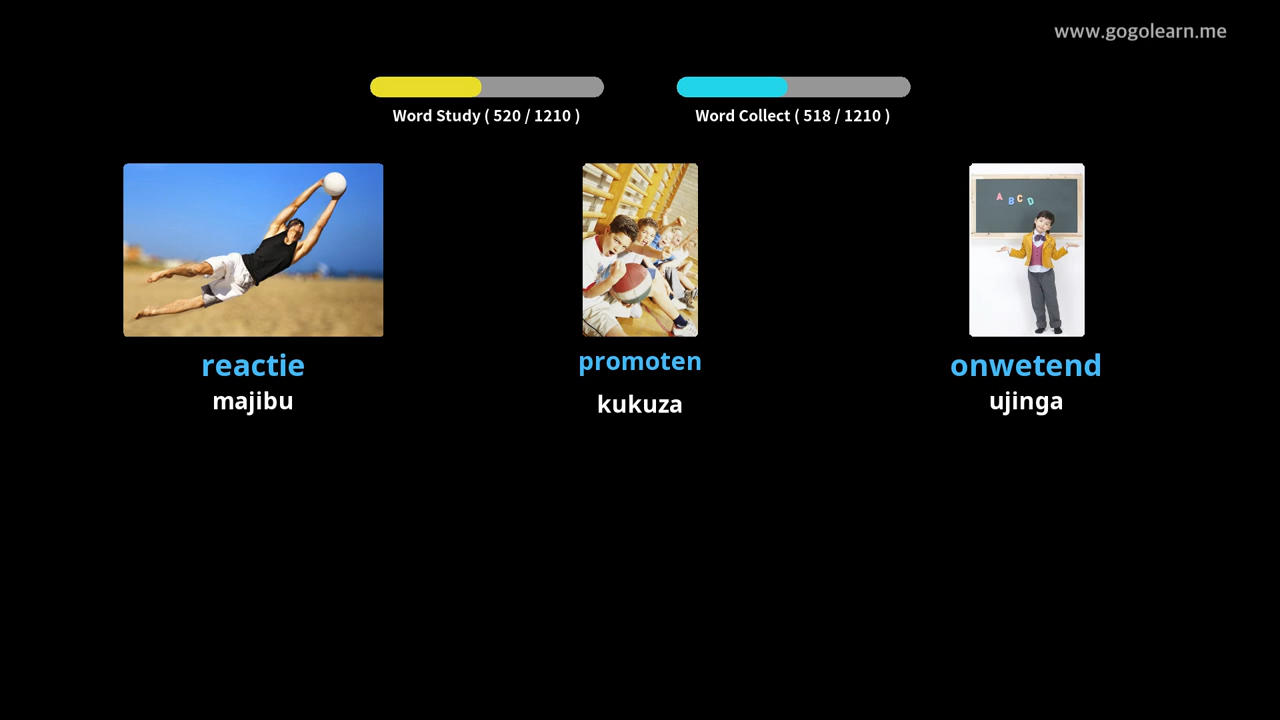 www.gogolearn.me
Word Study ( 520 / 1210 )
Word Collect ( 518 / 1210 )
A B C D
reactie
promoten
onwetend
majibu
kukuza
ujinga